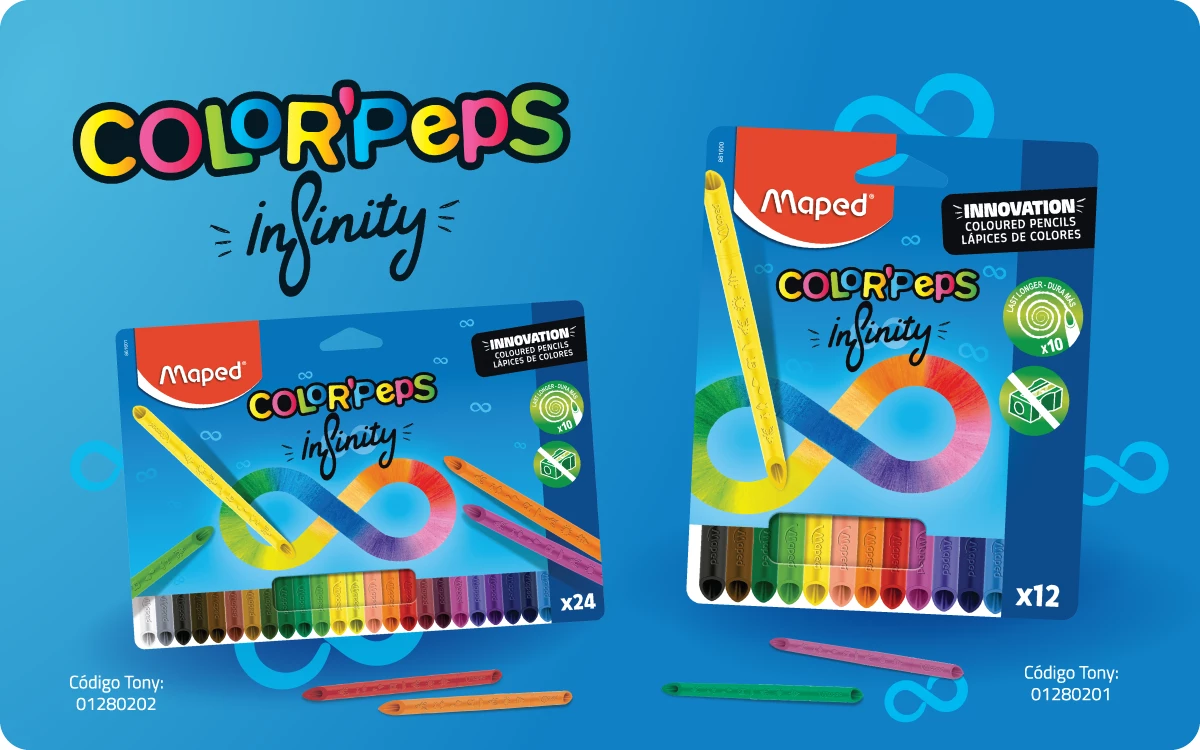 COLOR'PEPS
infinity
Maped®
INNOVATION
COLOURED PENCILS
LÁPICES DE COLORES
COLOR'PEPS
infinity
LAST LONGER - DURA MÁS
x10
x24
Código Tony:
01280202
861600
Maped®
INNOVATION
COLOURED PENCILS
LÁPICES DE COLORES
COLOR'PEPS
infinity
LAST LONGER - DURA MÁS
x10
x12
Código Tony:
01280201